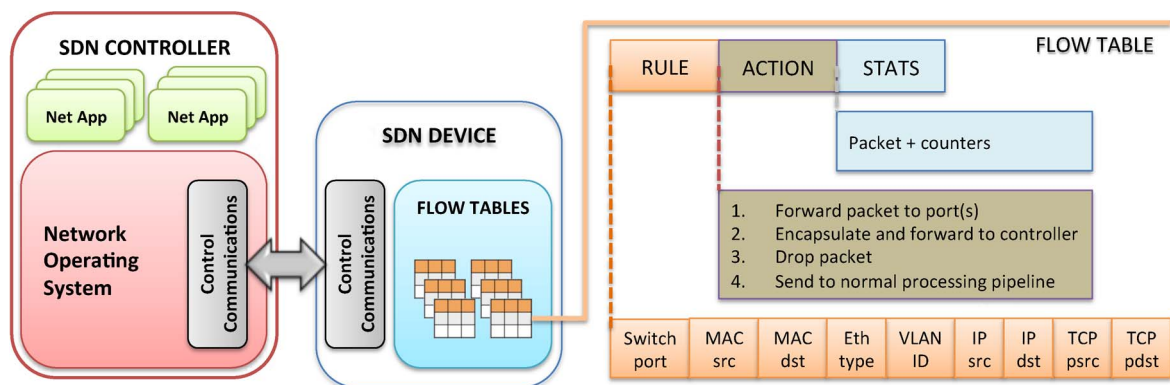 SDN CONTROLLER
Net App
Net App
Network
Operating
System
Control
Communications
SDN DEVICE
Control
Communications
FLOW TABLES
FLOW TABLE
RULE
ACTION
STATS
Packet + counters
1. Forward packet to port(s)
2. Encapsulate and forward to controller
3. Drop packet
4. Send to normal processing pipeline
Switch port
MAC src
MAC dst
Eth type
VLAN ID
IP src
IP dst
TCP psrc
TCP pdst